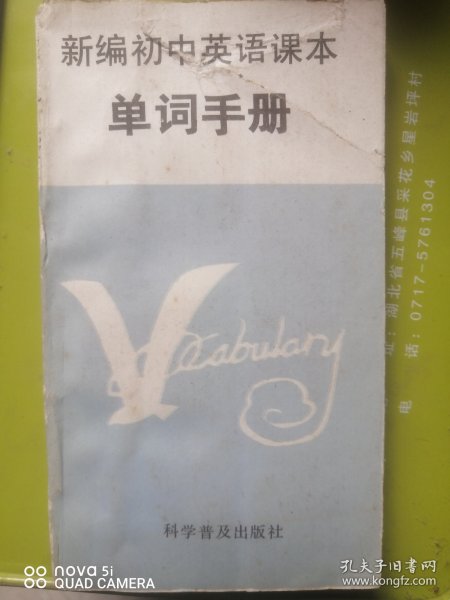 新编初中英语课本
单词手册
Vocabulary
科学普及出版社
址:湖北省五峰县采花乡星岩坪村
电 话:0717-5761304
nova 5i
QUAD CAMERA
孔夫子旧书网
www.kongfz.com